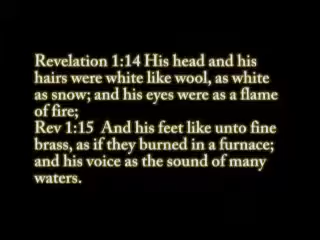 Revelation 1:14 His head and his
hairs were white like wool, as white
as snow; and his eyes were as a flame
of fire;
Rev 1:15  And his feet like unto fine
brass, as if they burned in a furnace;
and his voice as the sound of many
waters.